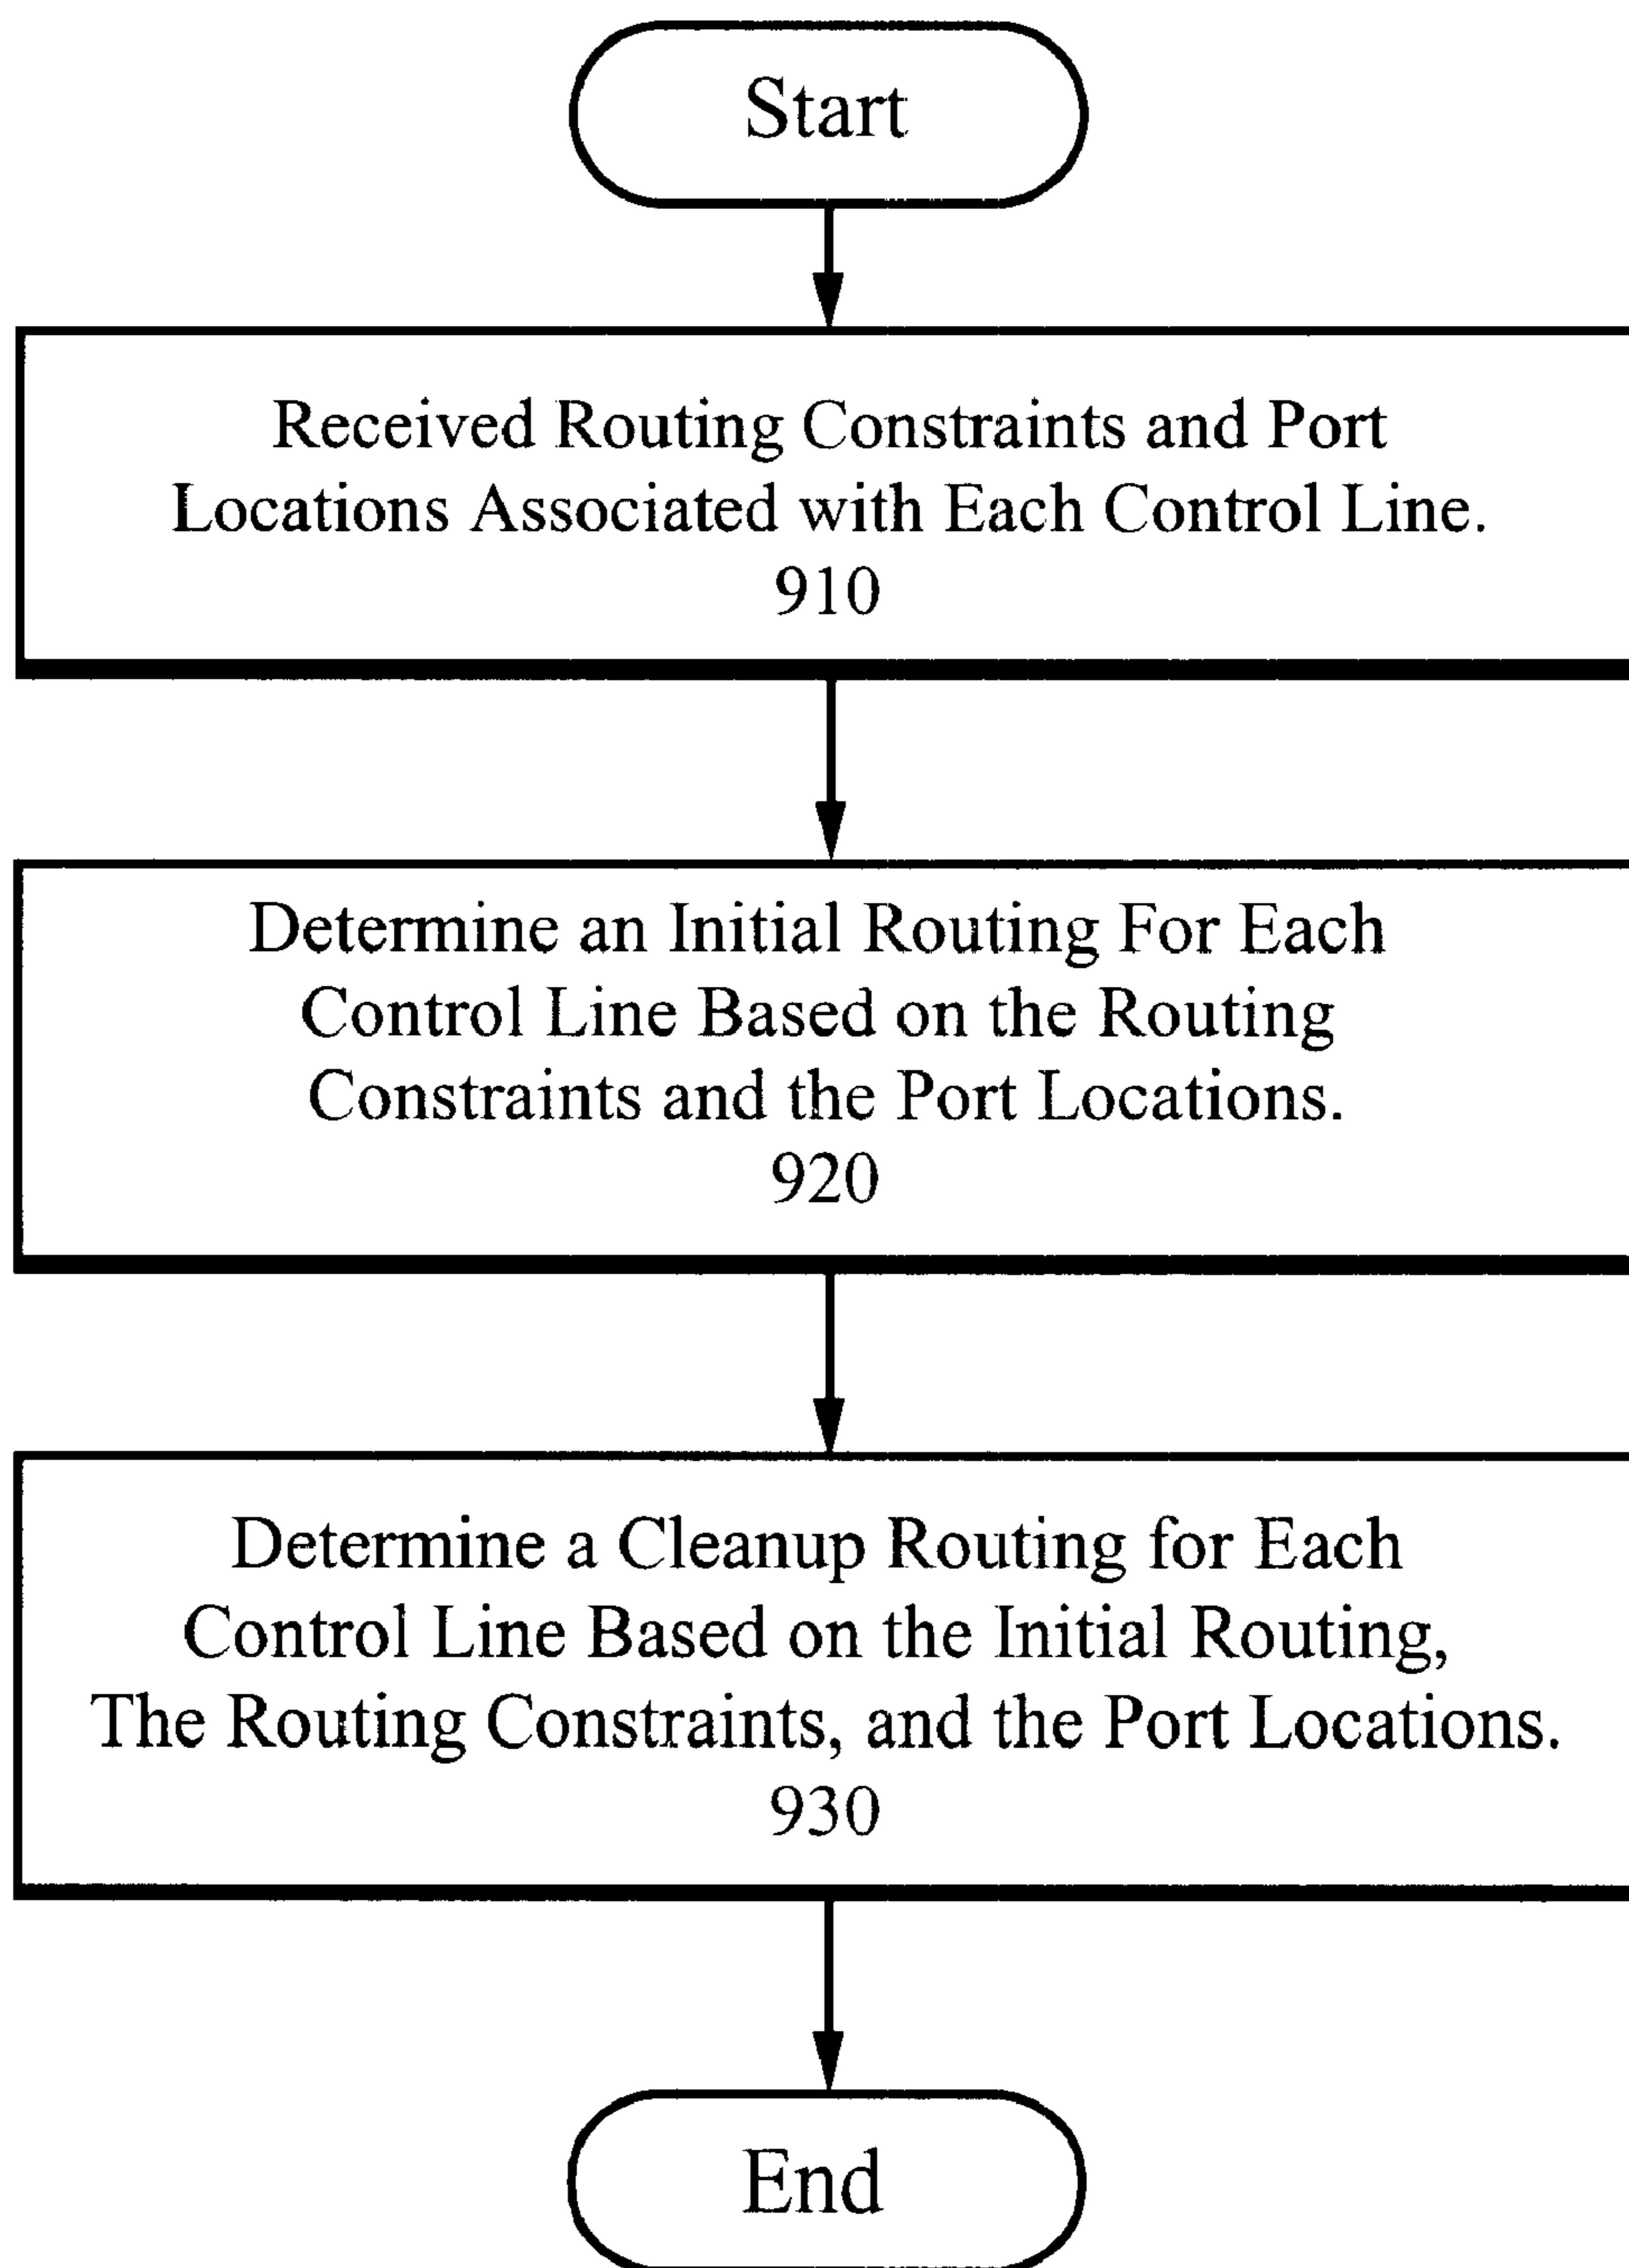 Start
Received Routing Constraints and Port
Locations Associated with Each Control Line.
910
Determine an Initial Routing For Each
Control Line Based on the Routing
Constraints and the Port Locations.
920
Determine a Cleanup Routing for Each
Control Line Based on the Initial Routing,
The Routing Constraints, and the Port Locations.
930
End